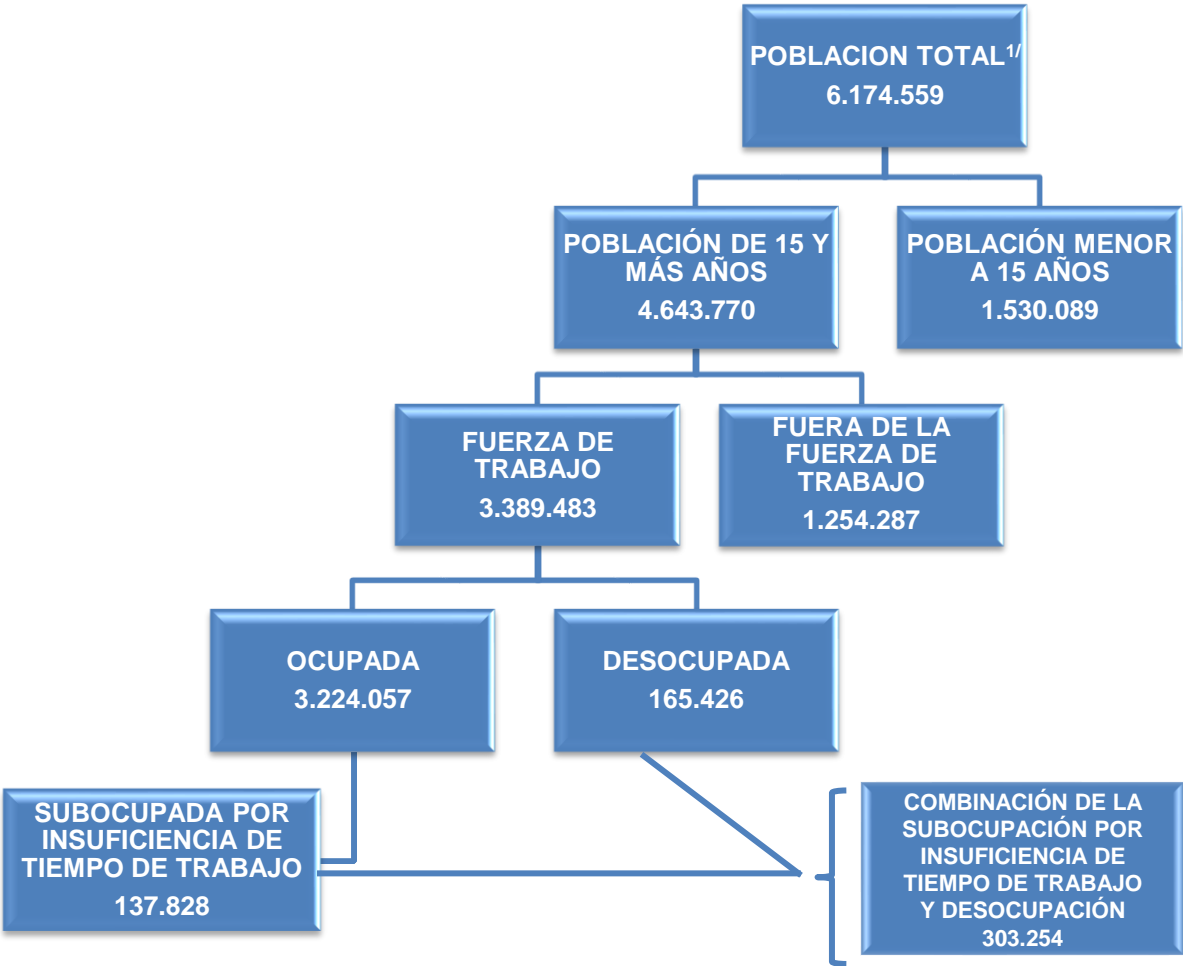 POBLACION TOTAL1/
6.174.559
POBLACIÓN DE 15 Y
MÁS AÑOS
4.643.770
POBLACIÓN MENOR
A 15 AÑOS
1.530.089
FUERZA DE
TRABAJO
3.389.483
FUERA DE LA
FUERZA DE
TRABAJO
1.254.287
OCUPADA
3.224.057
DESOCUPADA
165.426
SUBOCUPADA POR
INSUFICIENCIA DE
TIEMPO DE TRABAJO
137.828
COMBINACIÓN DE LA
SUBOCUPACIÓN POR
INSUFICIENCIA DE
TIEMPO DE TRABAJO
Y DESOCUPACIÓN
303.254